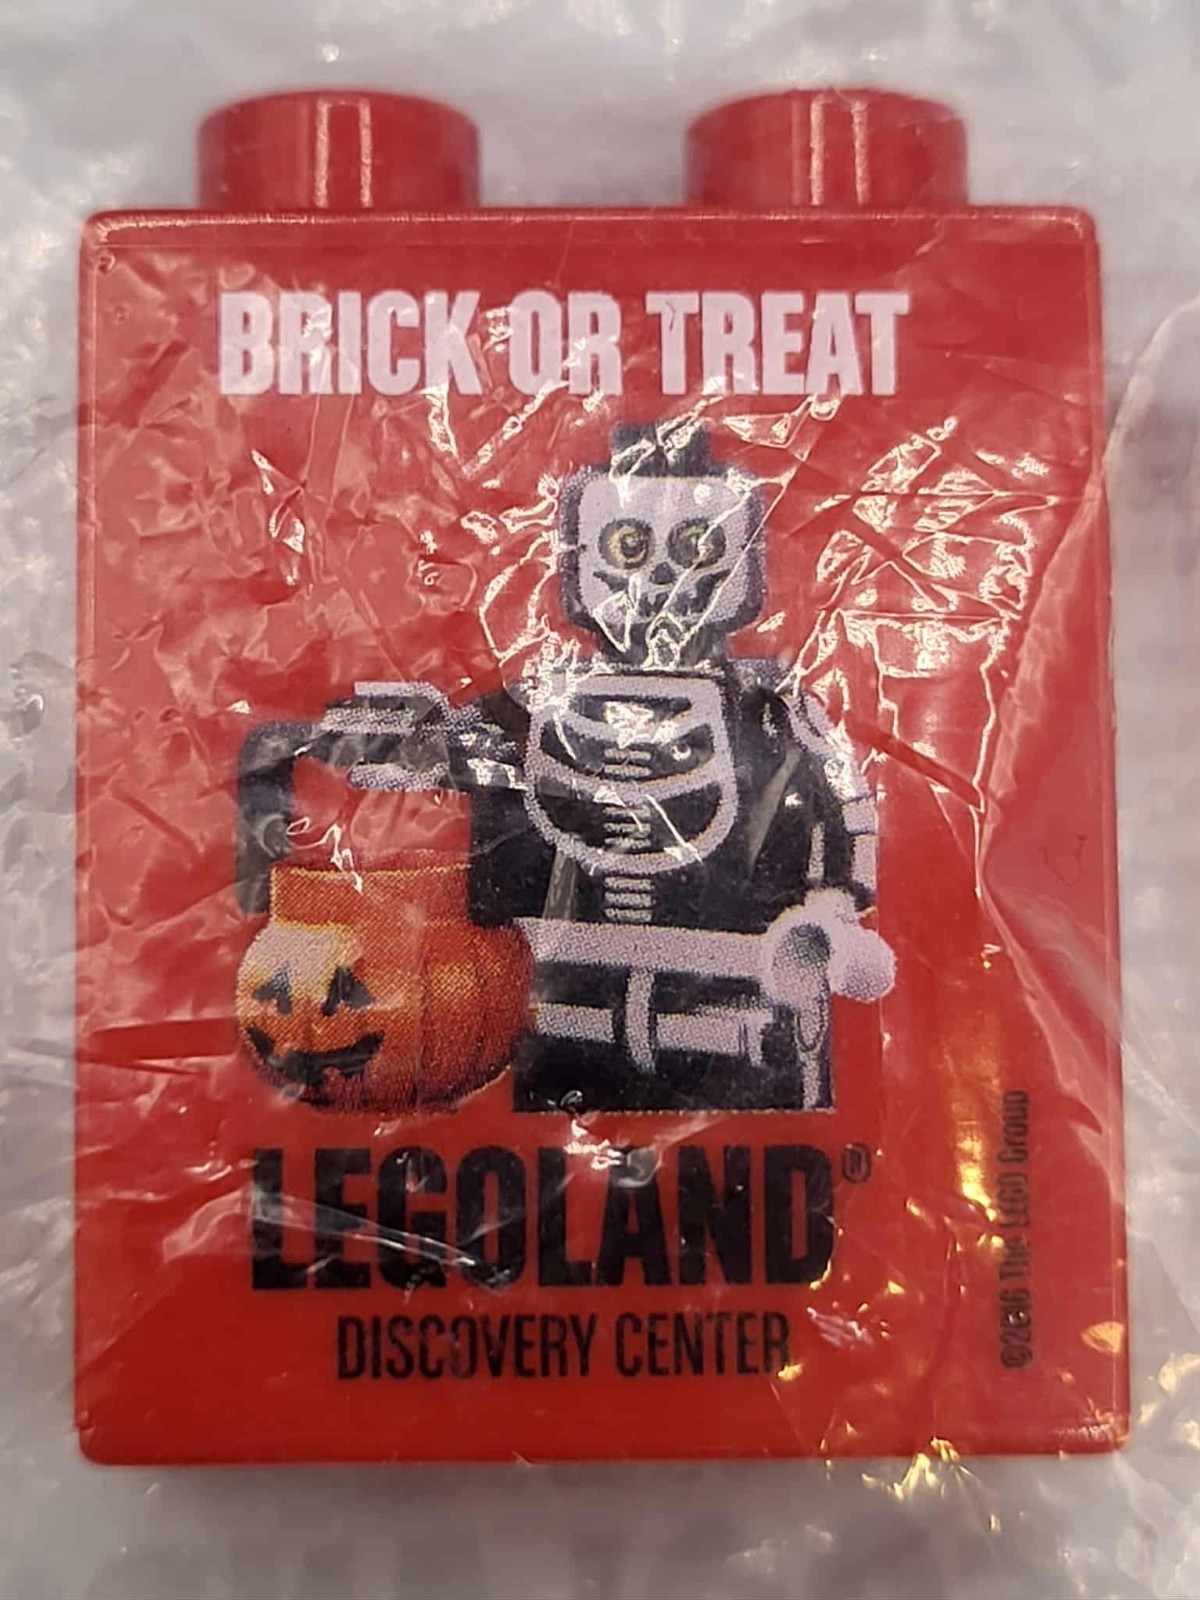 BRICK OR TREAT
LEGOLAND®
DISCOVERY CENTER
©2016 The LEGO Group